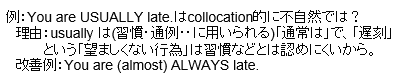 例：You are USUALLY late.はcollocation的に不自然では？
理由：usually は(習慣・通例‥に用いられる)「通常は」で、「遅刻」
という「望ましくない行為」は習慣などとは認めにくいから。
改善例：You are (almost) ALWAYS late.